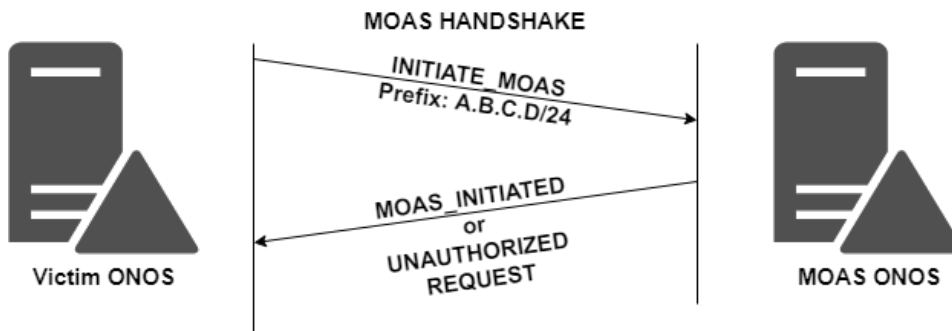 MOAS HANDSHAKE
INITIATE_MOAS
Prefix: A.B.C.D/24
MOAS_INITIATED
or
UNAUTHORIZED
REQUEST
Victim ONOS
MOAS ONOS